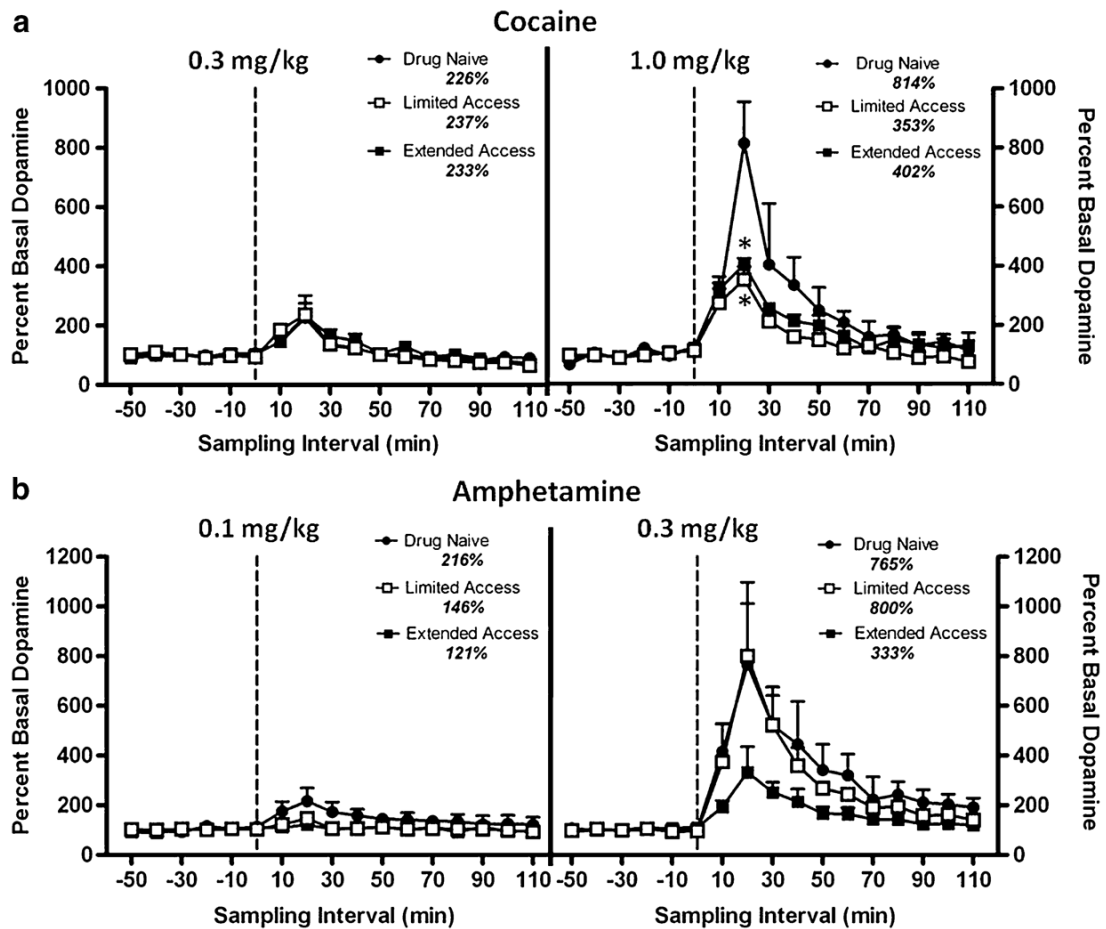 a
Cocaine
0.3 mg/kg
Drug Naive
226%
Limited Access
237%
Extended Access
233%
1000
800
600
400
200
0
Percent Basal Dopamine
-50 -30 -10 10 30 50 70 90 110
Sampling Interval (min)
1.0 mg/kg
Drug Naive
814%
Limited Access
353%
Extended Access
402%
*
*
1000
800
600
400
200
0
Percent Basal Dopamine
-50 -30 -10 10 30 50 70 90 110
Sampling Interval (min)
b
Amphetamine
0.1 mg/kg
Drug Naive
216%
Limited Access
146%
Extended Access
121%
1200
1000
800
600
400
200
0
Percent Basal Dopamine
-50 -30 -10 10 30 50 70 90 110
Sampling Interval (min)
0.3 mg/kg
Drug Naive
765%
Limited Access
800%
Extended Access
333%
1200
1000
800
600
400
200
0
Percent Basal Dopamine
-50 -30 -10 10 30 50 70 90 110
Sampling Interval (min)